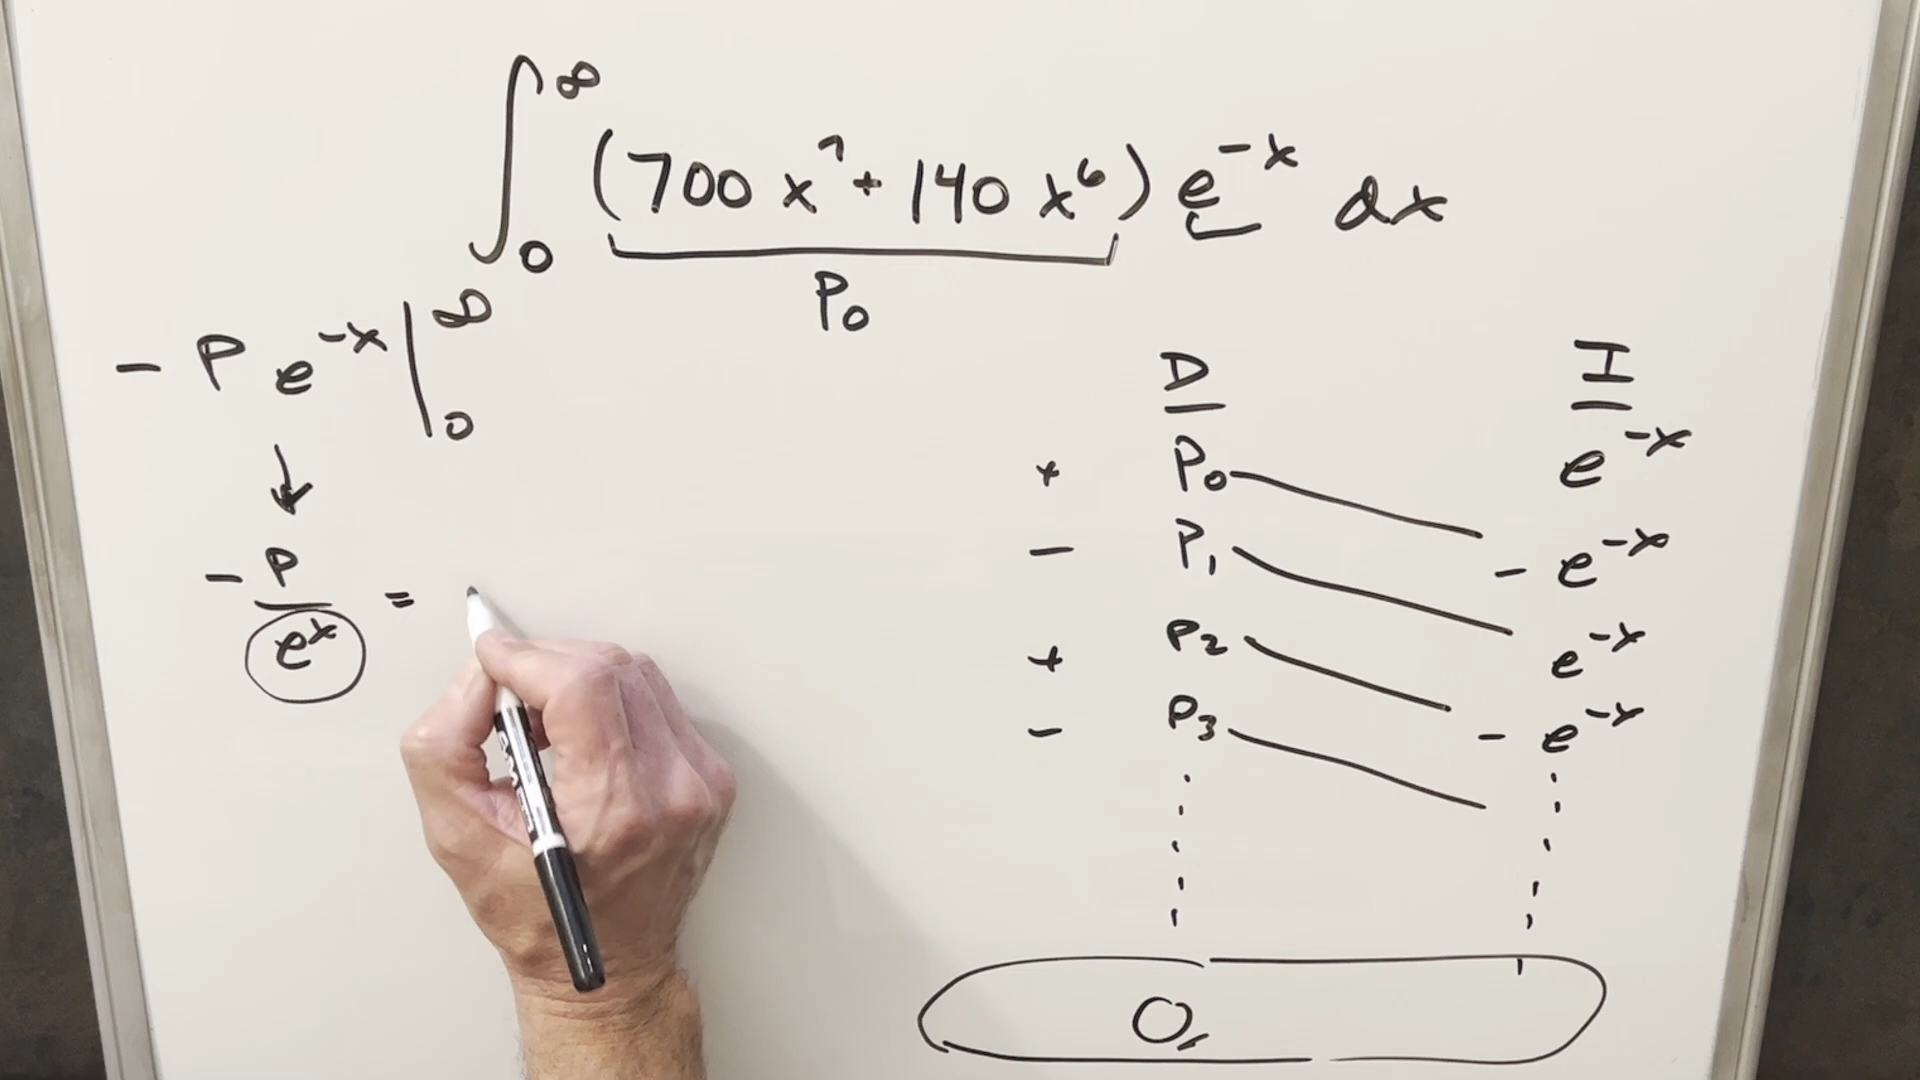 ∫₀^∞ (700 x⁷ + 140 x⁶) e^{-x} dx
P₀
- P e^{-x} |₀^∞
↓
- P / e^x =
D I
+ P₀ e^{-x}
- P₁ - e^{-x}
+ P₂ e^{-x}
- P₃ - e^{-x}
0